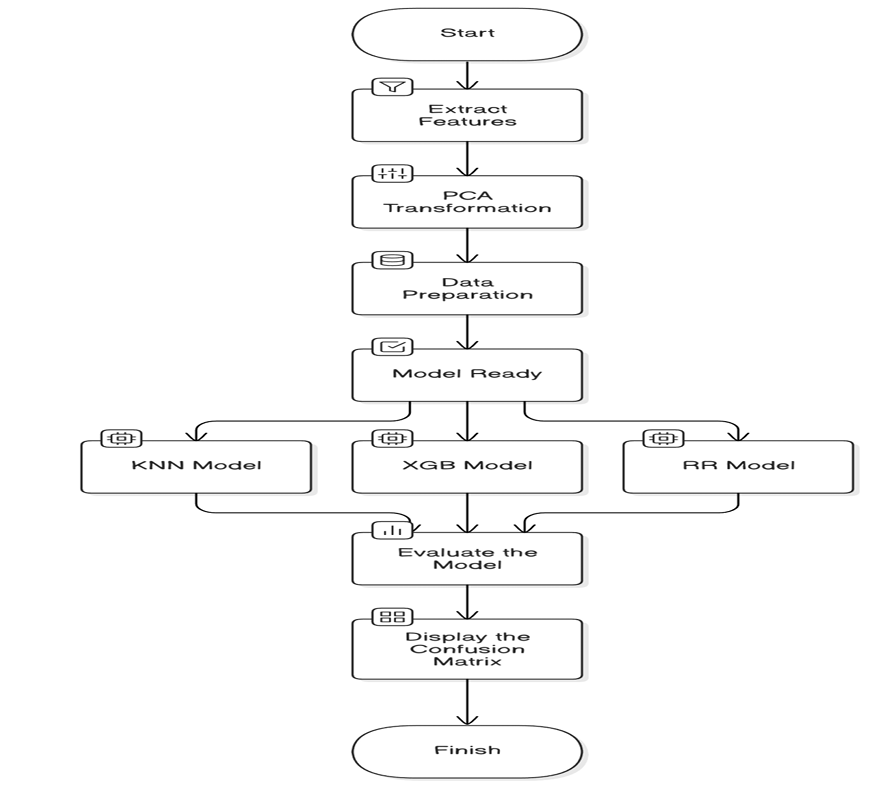 Start
Extract
Features
PCA
Transformation
Data
Preparation
Model Ready
KNN Model
XGB Model
RR Model
Evaluate the
Model
Display the
Confusion
Matrix
Finish